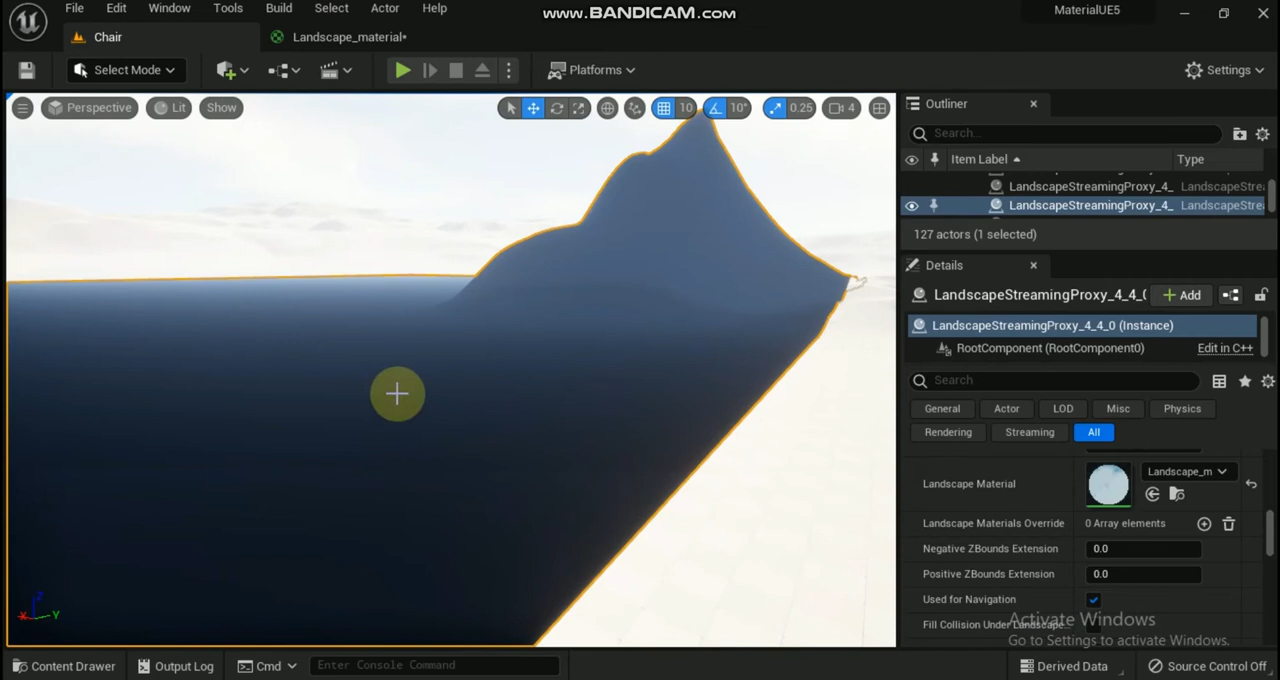 File Edit Window Tools Build Select Actor Help
www.BANDICAM.com
MaterialUE5
Chair
Landscape_material*
Select Mode
Platforms
Settings
Perspective
Lit
Show
10
10°
0.25
4
Outliner
Search...
Item Label
Type
LandscapeStreamingProxy_4_ LandscapeStrea
LandscapeStreamingProxy_4_ LandscapeStrea
127 actors (1 selected)
Details
LandscapeStreamingProxy_4_4_0
Add
LandscapeStreamingProxy_4_4_0 (Instance)
RootComponent (RootComponent0)
Edit in C++
Search
General
Actor
LOD
Misc
Physics
Rendering
Streaming
All
Landscape Material
Landscape_m
Landscape Materials Override
0 Array elements
Negative ZBounds Extension
0.0
Positive ZBounds Extension
0.0
Used for Navigation
Fill Collision Under Landscape
Activate Windows
Go to Settings to activate Windows.
Z
X
Y
Content Drawer
Output Log
Cmd
Enter Console Command
Derived Data
Source Control Off